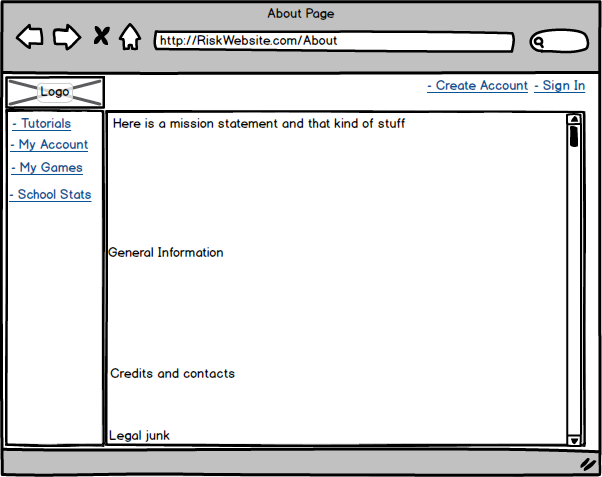 About Page
http://RiskWebsite.com/About
Logo
- Create Account - Sign In
- Tutorials
- My Account
- My Games
- School Stats
Here is a mission statement and that kind of stuff
General Information
Credits and contacts
Legal junk